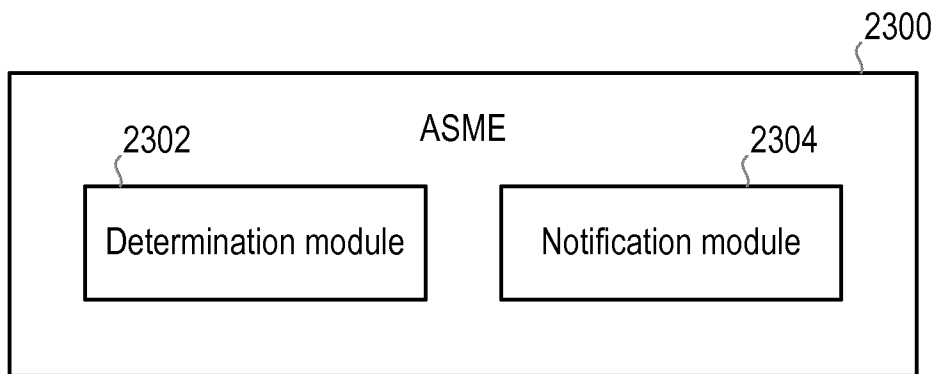 2300
ASME
2302
2304
Determination module
Notification module